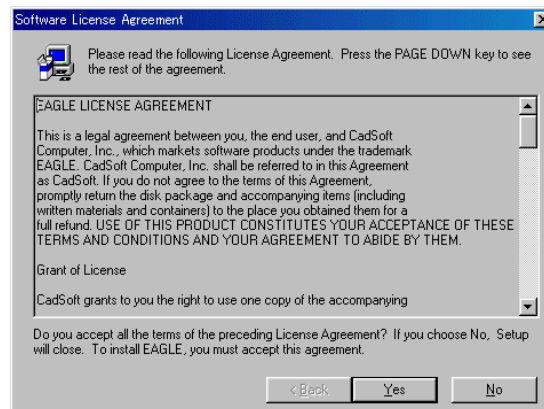 Software License Agreement
Please read the following License Agreement. Press the PAGE DOWN key to see
the rest of the agreement.
EAGLE LICENSE AGREEMENT
This is a legal agreement between you, the end user, and CadSoft
Computer, Inc., which markets software products under the trademark
EAGLE. CadSoft Computer, Inc. shall be referred to in this Agreement
as CadSoft. If you do not agree to the terms of this Agreement,
promptly return the disk package and accompanying items (including
written materials and containers) to the place you obtained them for a
full refund. USE OF THIS PRODUCT CONSTITUTES YOUR ACCEPTANCE OF THESE
TERMS AND CONDITIONS AND YOUR AGREEMENT TO ABIDE BY THEM.
Grant of License
CadSoft grants to you the right to use one copy of the accompanying
Do you accept all the terms of the preceding License Agreement? If you choose No, Setup
will close. To install EAGLE, you must accept this agreement.
< Back Yes No